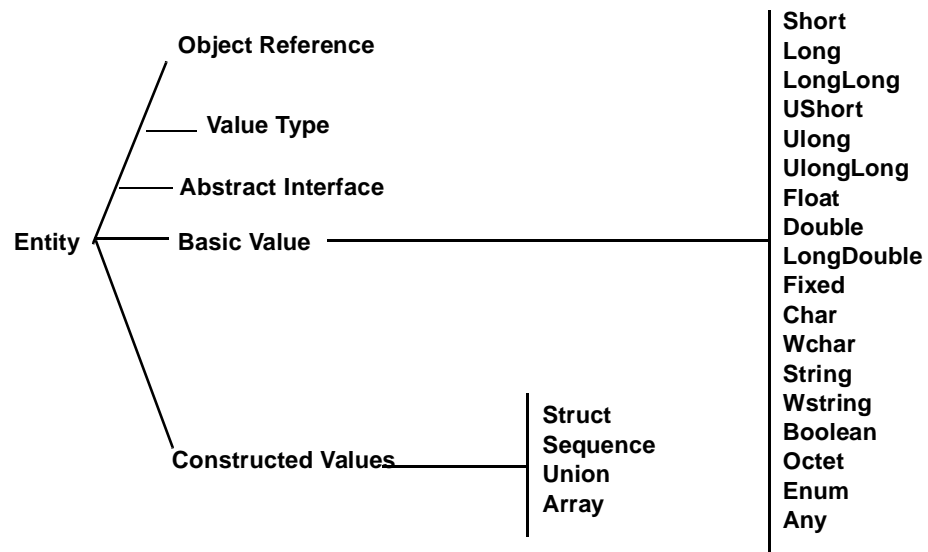 Object Reference
Value Type
Abstract Interface
Entity
Basic Value
Constructed Values
Struct
Sequence
Union
Array
Short
Long
LongLong
UShort
Ulong
UlongLong
Float
Double
LongDouble
Fixed
Char
Wchar
String
Wstring
Boolean
Octet
Enum
Any